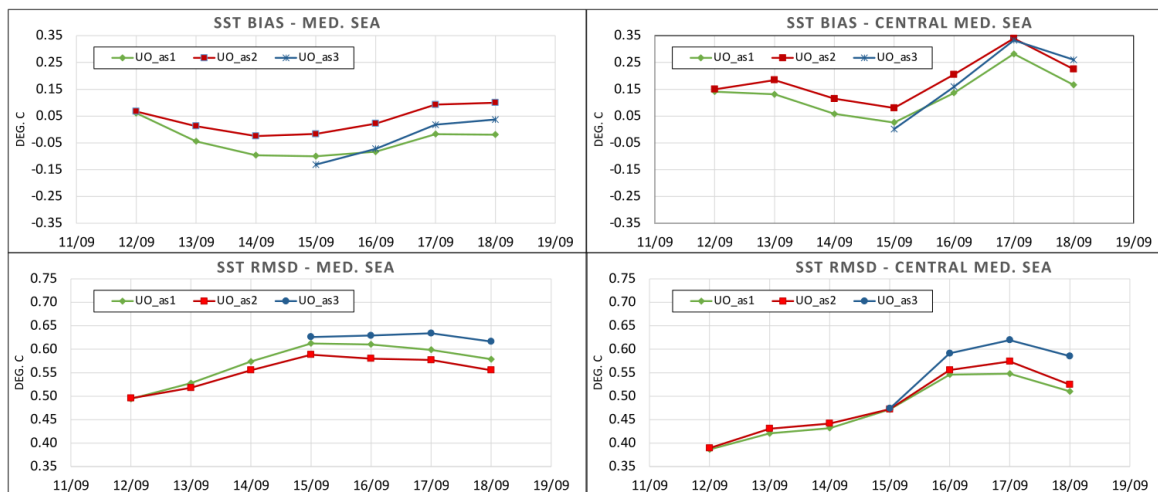 SST BIAS - MED. SEA
DEG. C
0.35
0.25
0.15
0.05
-0.05
-0.15
-0.25
-0.35
UO_as1 UO_as2 UO_as3
11/09 12/09 13/09 14/09 15/09 16/09 17/09 18/09 19/09
SST BIAS - CENTRAL MED. SEA
DEG. C
0.35
0.25
0.15
0.05
-0.05
-0.15
-0.25
-0.35
UO_as1 UO_as2 UO_as3
11/09 12/09 13/09 14/09 15/09 16/09 17/09 18/09 19/09
SST RMSD - MED. SEA
DEG. C
0.75
0.70
0.65
0.60
0.55
0.50
0.45
0.40
0.35
UO_as1 UO_as2 UO_as3
11/09 12/09 13/09 14/09 15/09 16/09 17/09 18/09 19/09
SST RMSD - CENTRAL MED. SEA
DEG. C
0.75
0.70
0.65
0.60
0.55
0.50
0.45
0.40
0.35
UO_as1 UO_as2 UO_as3
11/09 12/09 13/09 14/09 15/09 16/09 17/09 18/09 19/09